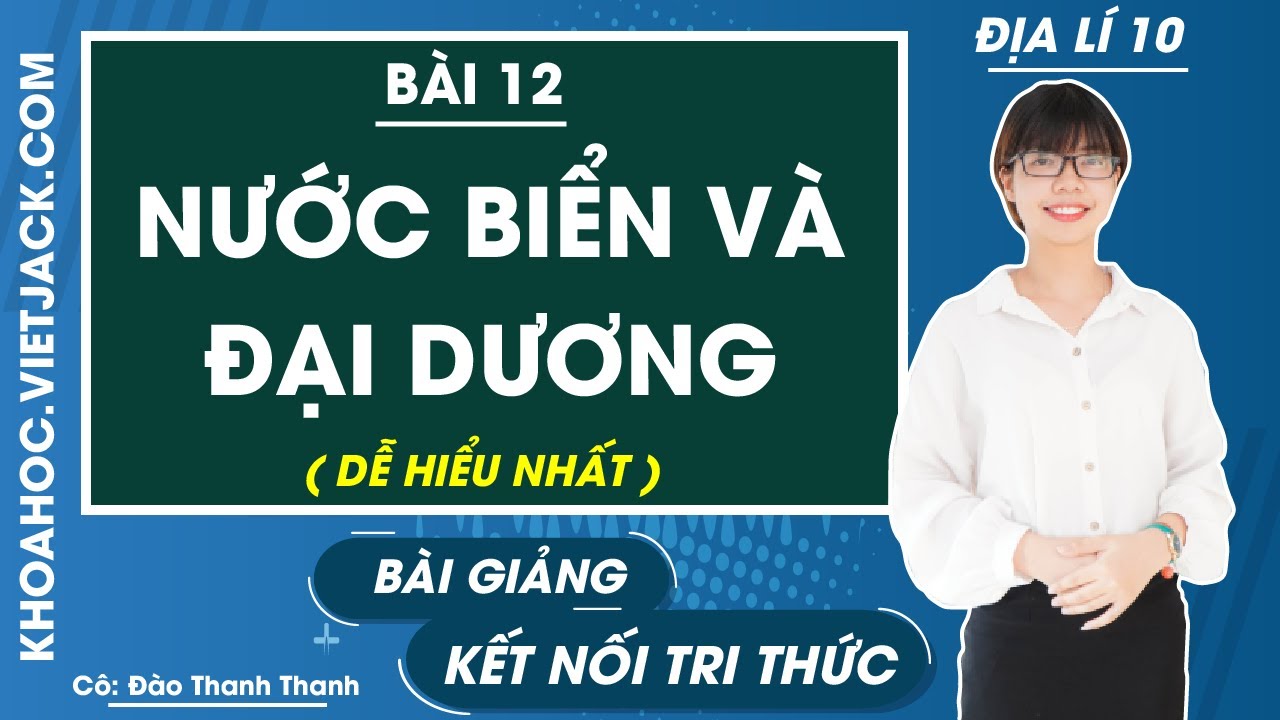 ĐỊA LÍ 10
BÀI 12
NƯỚC BIỂN VÀ
ĐẠI DƯƠNG
( DỄ HIỂU NHẤT )
BÀI GIẢNG
KẾT NỐI TRI THỨC
Cô: Đào Thanh Thanh
KHOAHOC.VIETJACK.COM